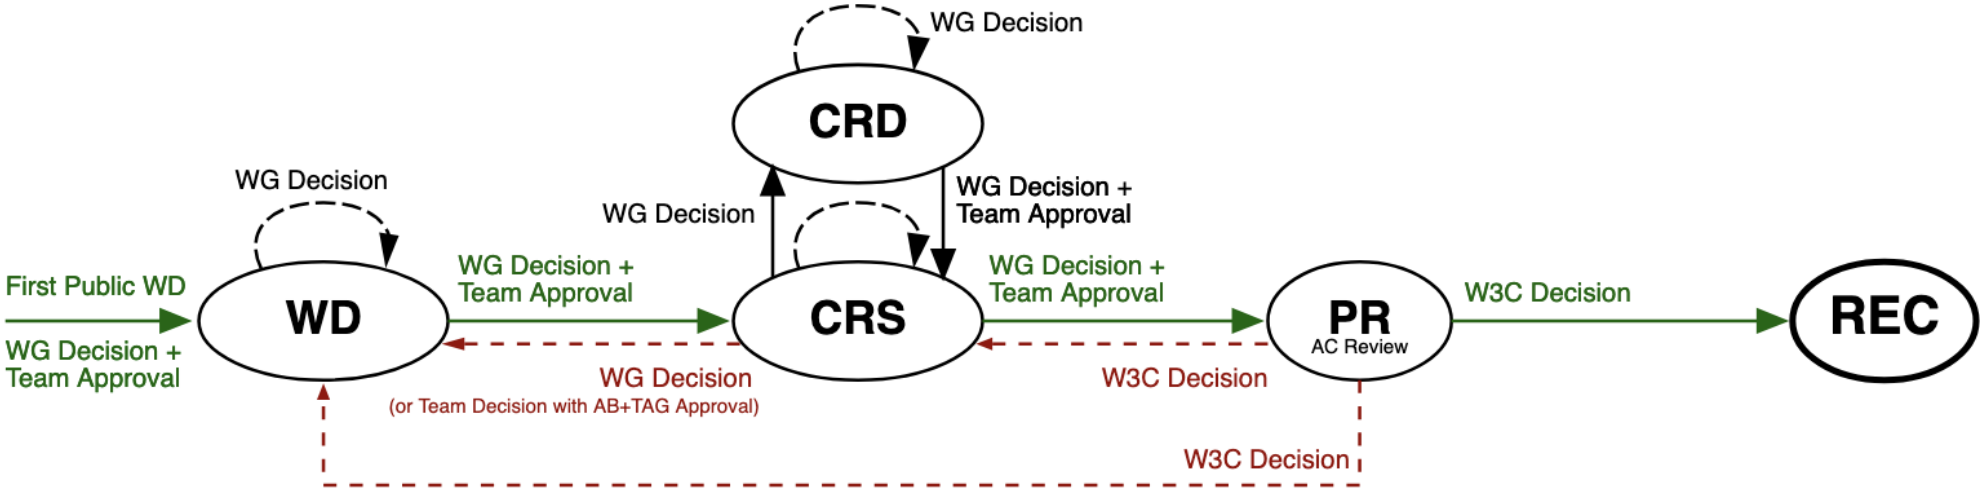 WG Decision
CRD
WG Decision
WG Decision +
Team Approval
WG Decision
First Public WD
WG Decision +
Team Approval
WD
WG Decision +
Team Approval
CRS
WG Decision +
Team Approval
PR
AC Review
W3C Decision
REC
WG Decision
(or Team Decision with AB+TAG Approval)
W3C Decision
W3C Decision